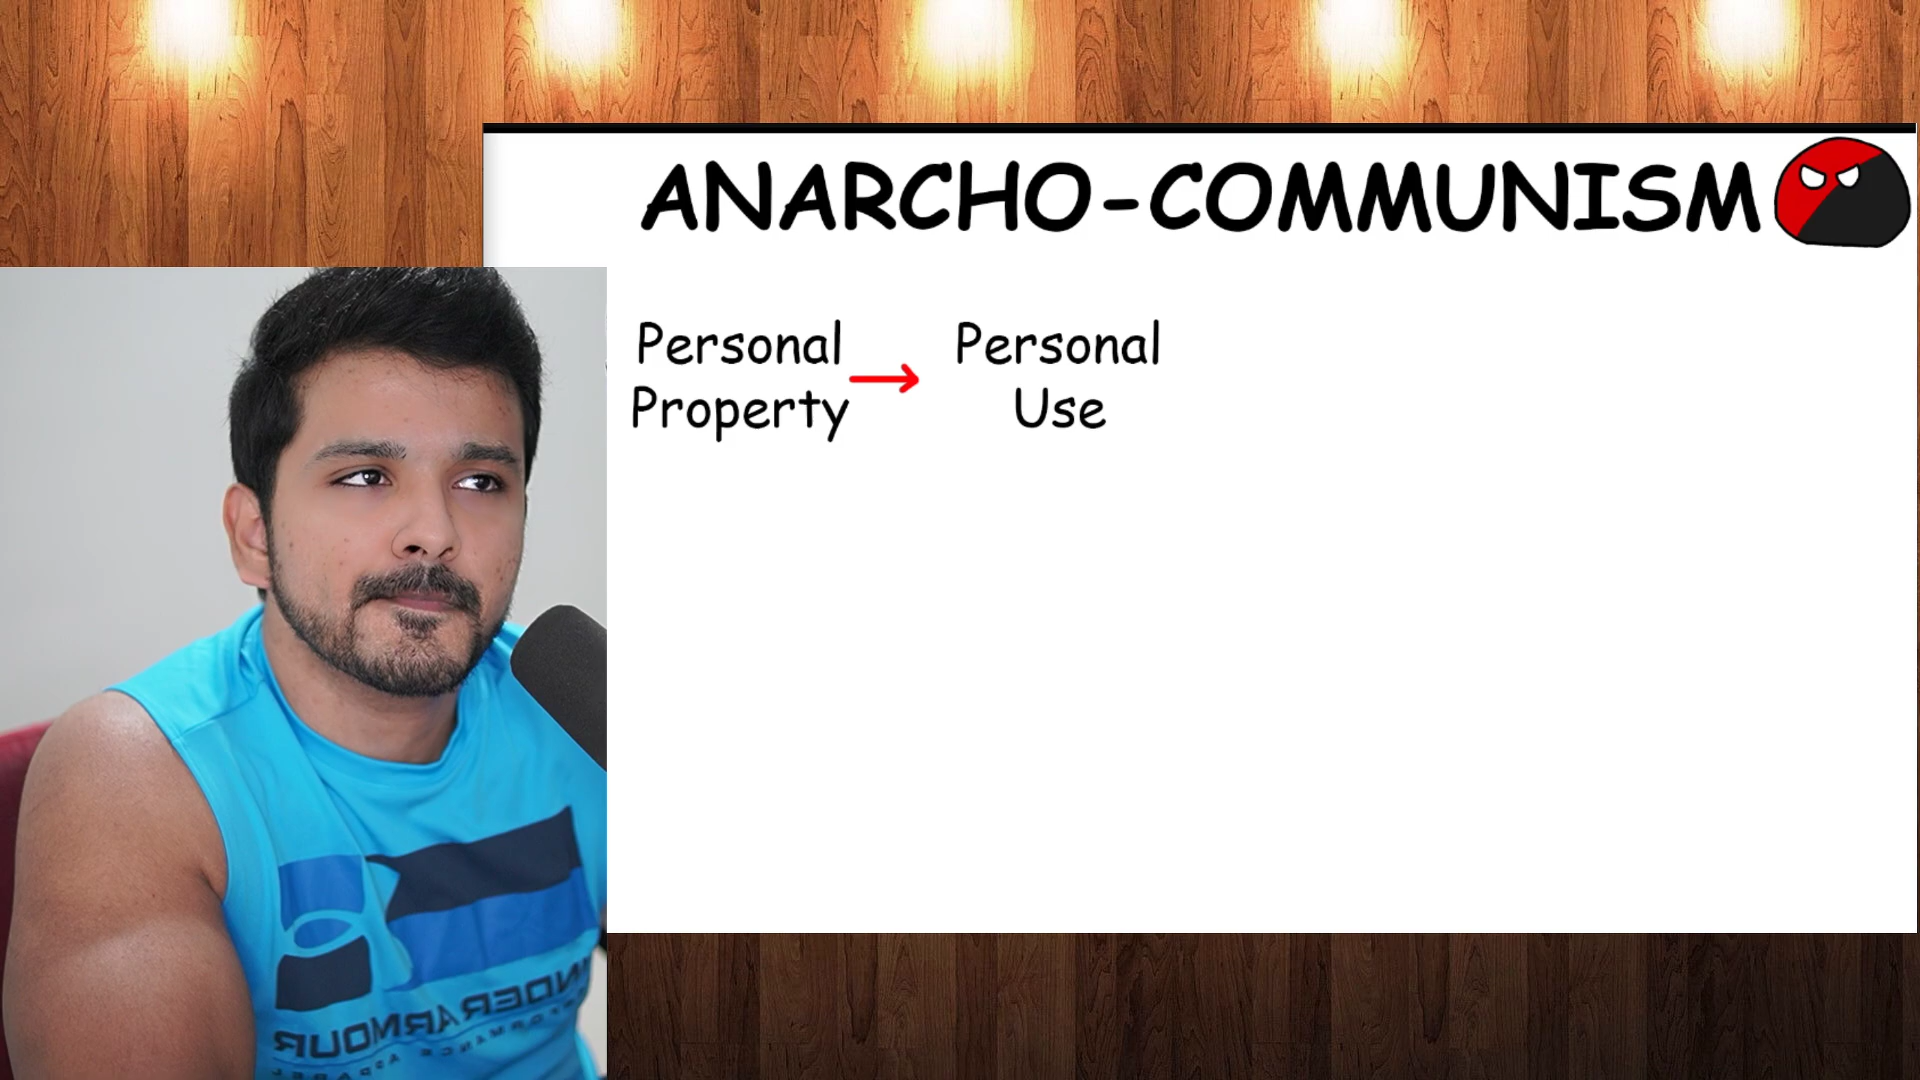 ANARCHO-COMMUNISM
Personal
Property
Personal
Use
UNDER ARMOUR